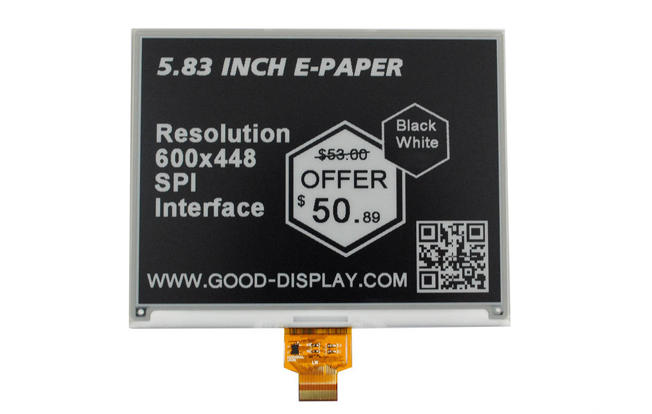 5.83 INCH E-PAPER
Resolution
600x448
SPI
Interface
Black
White
$53.00
OFFER
$50.89
WWW.GOOD-DISPLAY.COM